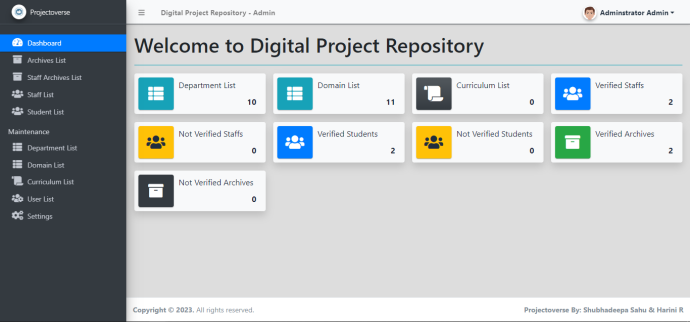 Projectoverse
Digital Project Repository - Admin
Adminstrator Admin
Dashboard
Archives List
Staff Archives List
Staff List
Student List
Maintenance
Department List
Domain List
Curriculum List
User List
Settings
Welcome to Digital Project Repository
Department List
10
Domain List
11
Curriculum List
0
Verified Staffs
2
Not Verified Staffs
0
Verified Students
2
Not Verified Students
0
Verified Archives
2
Not Verified Archives
0
Copyright © 2023. All rights reserved.
Projectoverse By: Shubhadeepa Sahu & Harini R